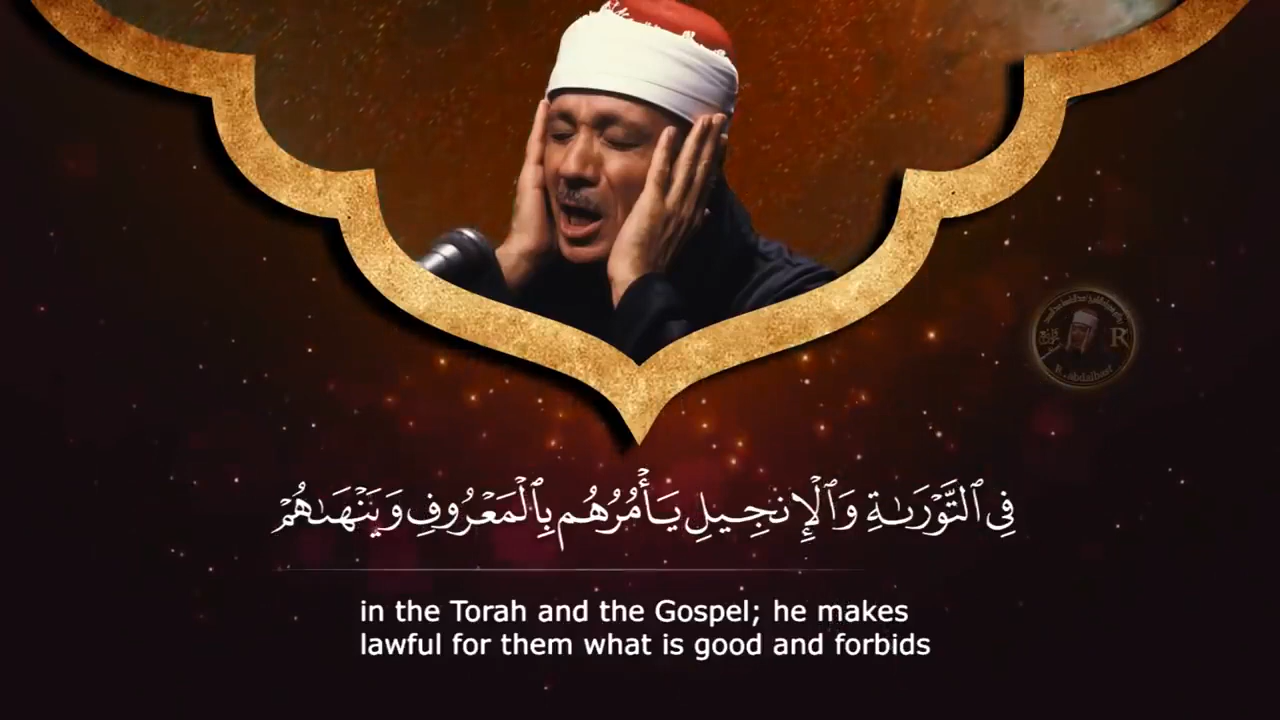 R
R.abdalbast
فِى ٱلتَّوْرَىٰةِ وَٱلْإِنجِيلِ يَأْمُرُهُم بِٱلْمَعْرُوفِ وَيَنْهَىٰهُمْ
in the Torah and the Gospel; he makes
lawful for them what is good and forbids